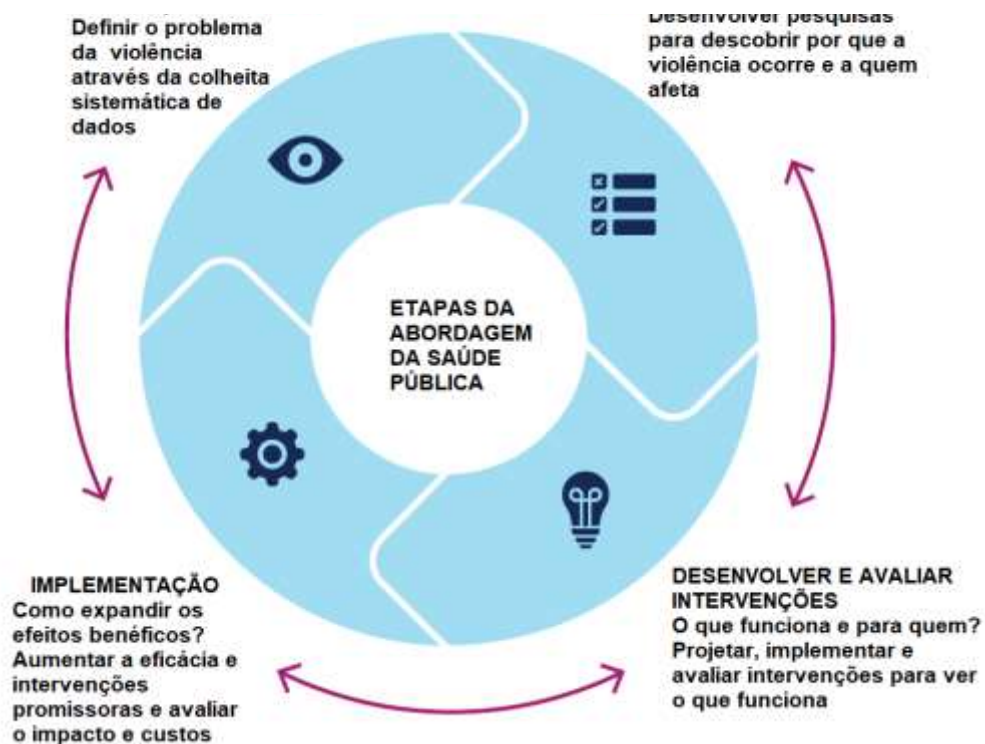 Definir o problema
da violência
através da colheita
sistemática de
dados
Desenvolver pesquisas
para descobrir por que a
violência ocorre e a quem
afeta
ETAPAS DA
ABORDAGEM
DA SAÚDE
PÚBLICA
IMPLEMENTAÇÃO
Como expandir os
efeitos benéficos?
Aumentar a eficácia e
intervenções
promissoras e avaliar
o impacto e custos
DESENVOLVER E AVALIAR
INTERVENÇÕES
O que funciona e para quem?
Projetar, implementar e
avaliar intervenções para ver
o que funciona